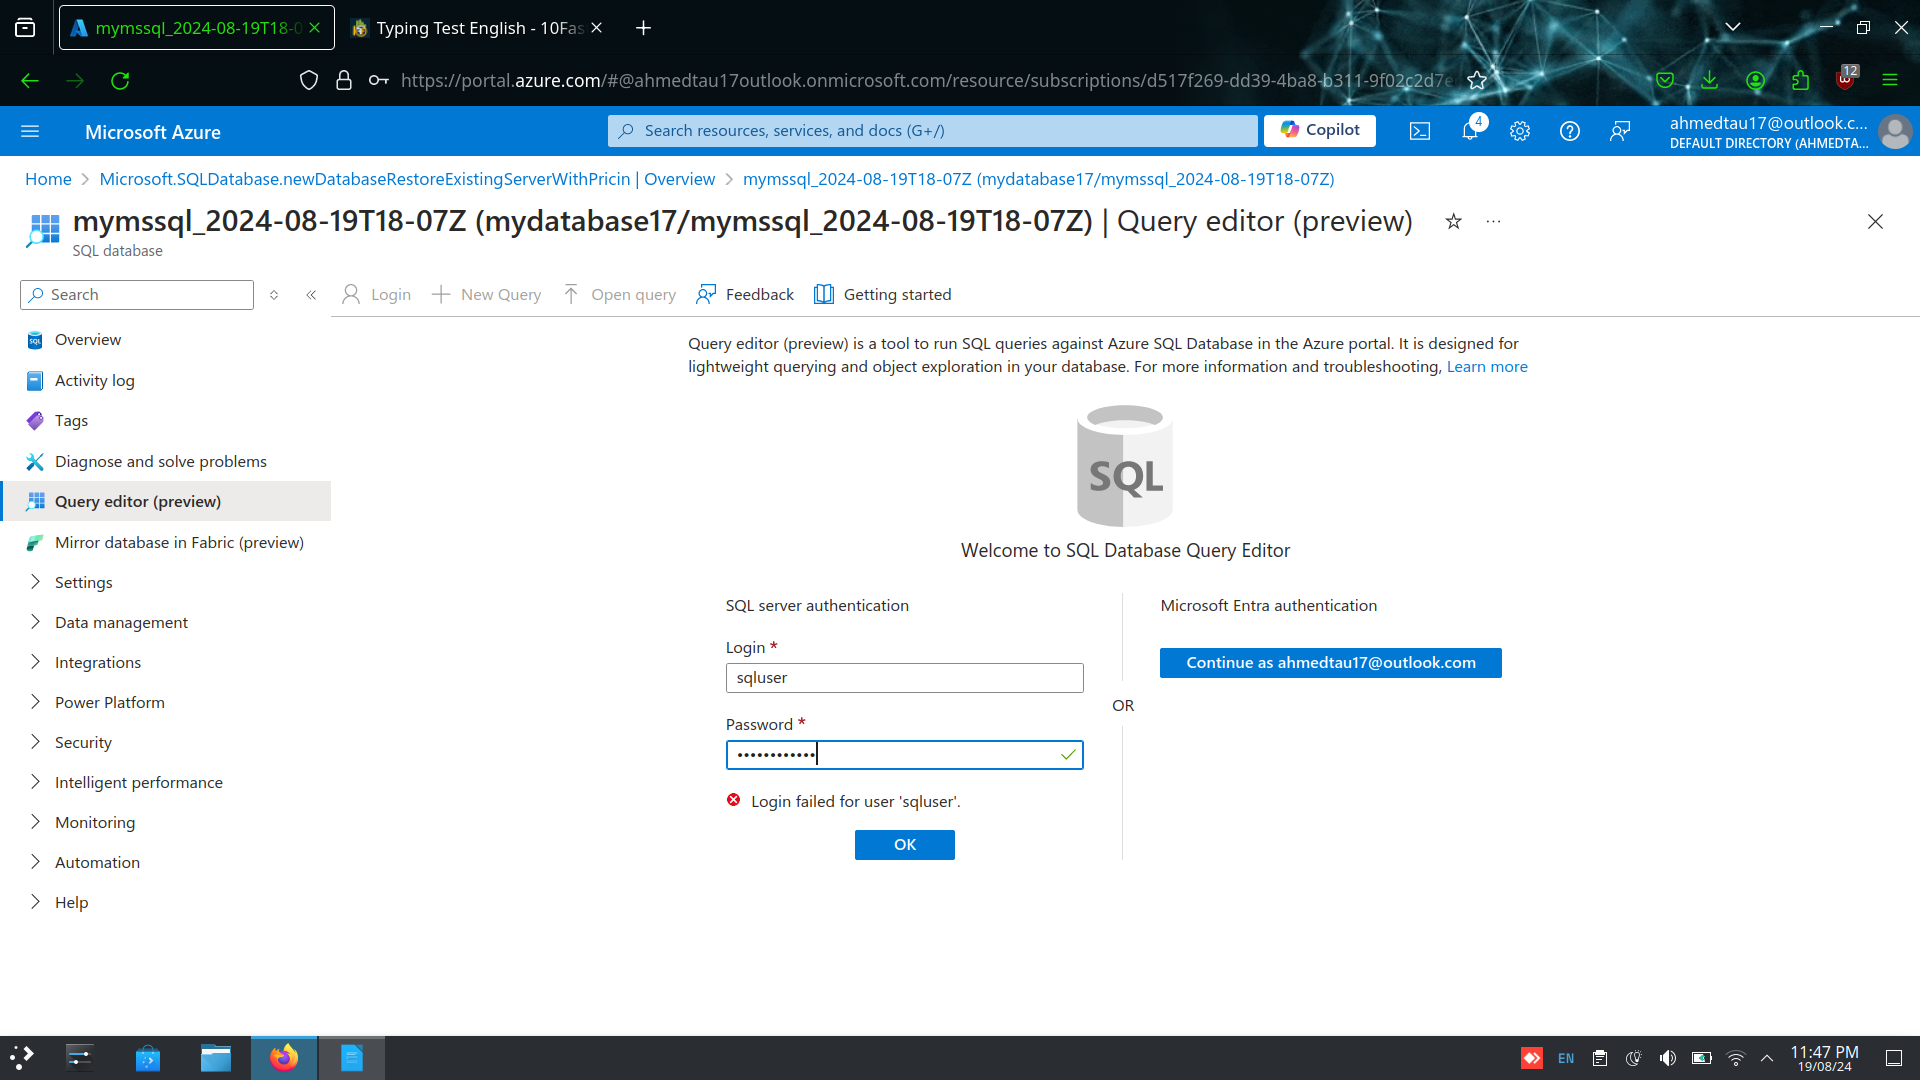 mymssql_2024-08-19T18-0
Typing Test English - 10Fas
https://portal.azure.com/#@ahmedtau17outlook.onmicrosoft.com/resource/subscriptions/d517f269-dd39-4ba8-b311-9f02c2d7e
12
Microsoft Azure
Search resources, services, and docs (G+/)
Copilot
4
ahmedtau17@outlook.c...
DEFAULT DIRECTORY (AHMEDTA...
Home > Microsoft.SQLDatabase.newDatabaseRestoreExistingServerWithPricin | Overview > mymssql_2024-08-19T18-07Z (mydatabase17/mymssql_2024-08-19T18-07Z)
mymssql_2024-08-19T18-07Z (mydatabase17/mymssql_2024-08-19T18-07Z) | Query editor (preview)
SQL database
Search
Login
New Query
Open query
Feedback
Getting started
Overview
Activity log
Tags
Diagnose and solve problems
Query editor (preview)
Mirror database in Fabric (preview)
Settings
Data management
Integrations
Power Platform
Security
Intelligent performance
Monitoring
Automation
Help
Query editor (preview) is a tool to run SQL queries against Azure SQL Database in the Azure portal. It is designed for
lightweight querying and object exploration in your database. For more information and troubleshooting, Learn more
SQL
Welcome to SQL Database Query Editor
SQL server authentication
Login *
sqluser
Password *
••••••••••••
Login failed for user 'sqluser'.
OK
OR
Microsoft Entra authentication
Continue as ahmedtau17@outlook.com
EN
11:47 PM
19/08/24